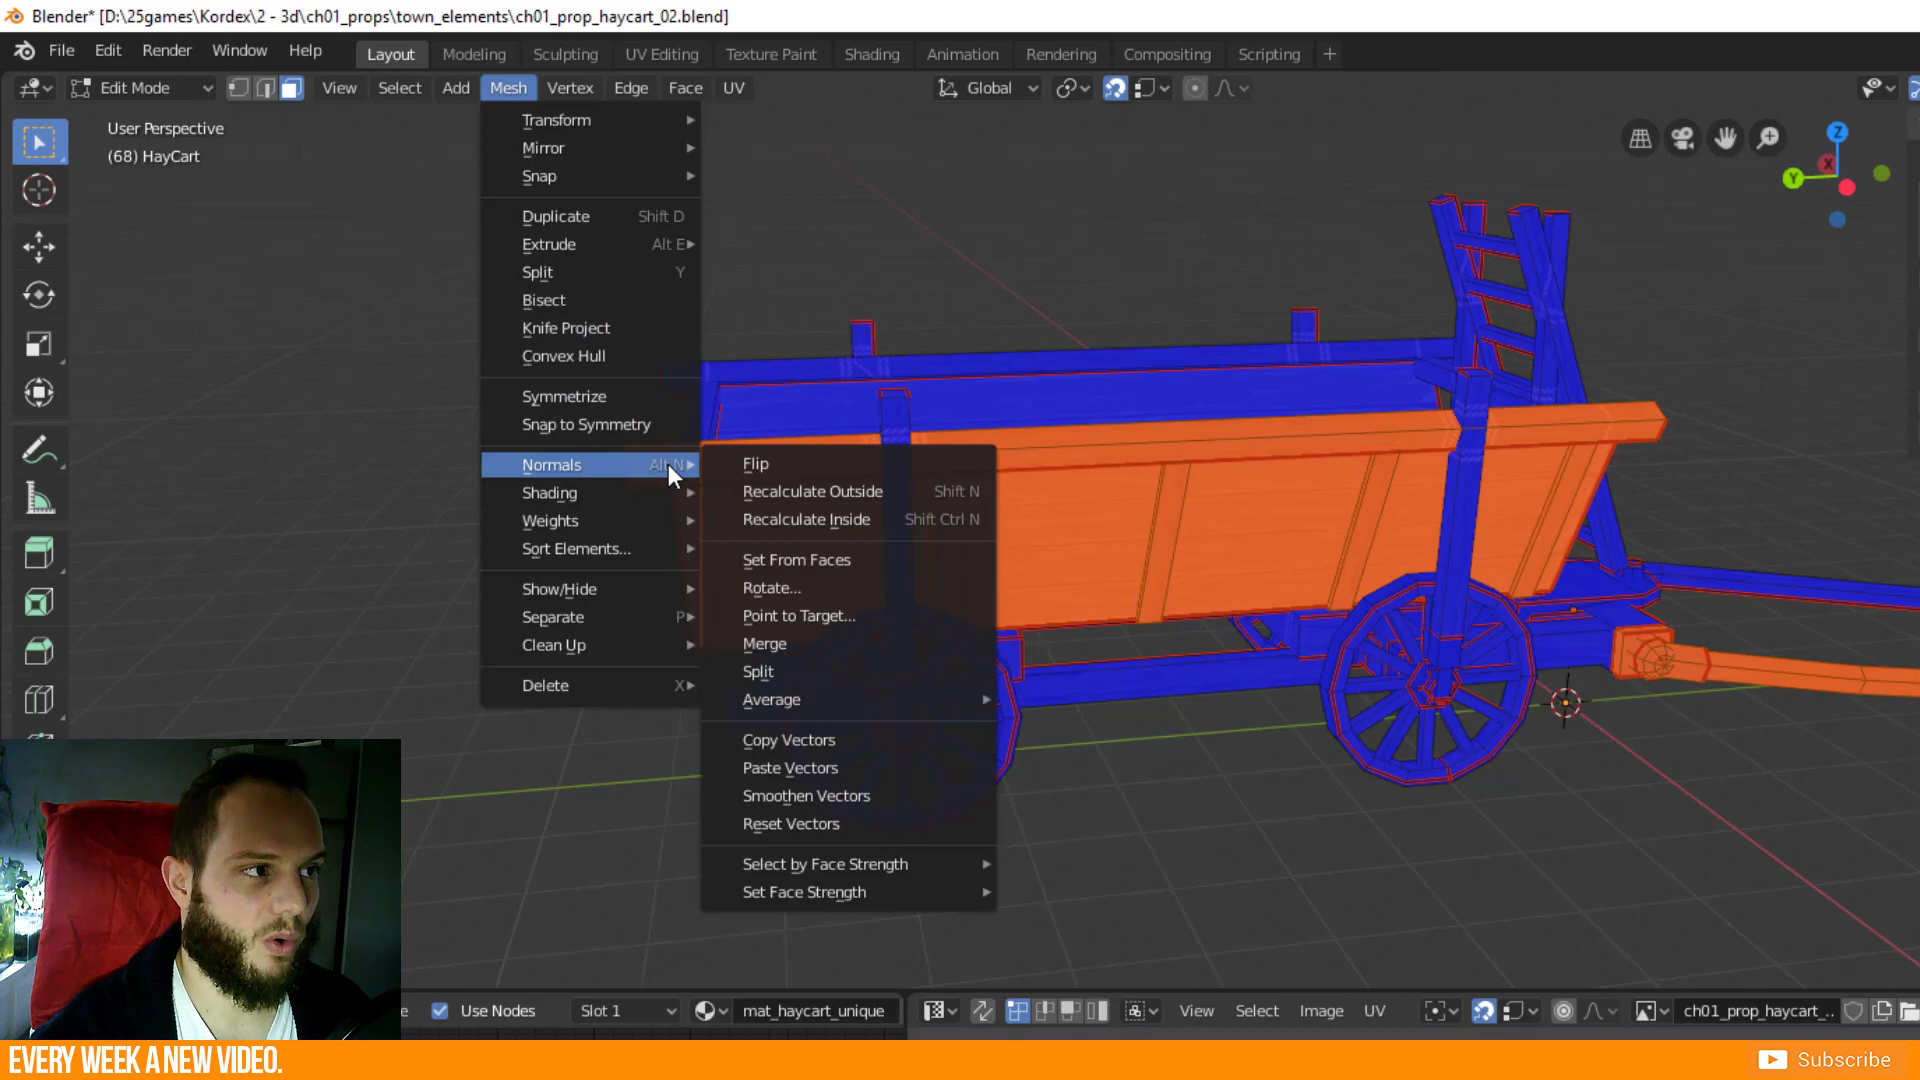 Blender* [D:\25games\Kordex\2 - 3d\ch01_props\town_elements\ch01_prop_haycart_02.blend]
File Edit Render Window Help Layout Modeling Sculpting UV Editing Texture Paint Shading Animation Rendering Compositing Scripting +
Edit Mode View Select Add Mesh Vertex Edge Face UV Global
User Perspective
(68) HayCart
Transform
Mirror
Snap
Duplicate Shift D
Extrude Alt E
Split Y
Bisect
Knife Project
Convex Hull
Symmetrize
Snap to Symmetry
Normals Alt N
Shading
Weights
Sort Elements...
Show/Hide
Separate P
Clean Up
Delete X
Flip
Recalculate Outside Shift N
Recalculate Inside Shift Ctrl N
Set From Faces
Rotate...
Point to Target...
Merge
Split
Average
Copy Vectors
Paste Vectors
Smoothen Vectors
Reset Vectors
Select by Face Strength
Set Face Strength
Z
X
Y
e Use Nodes Slot 1 mat_haycart_unique View Select Image UV ch01_prop_haycart_..
EVERY WEEK A NEW VIDEO.
Subscribe